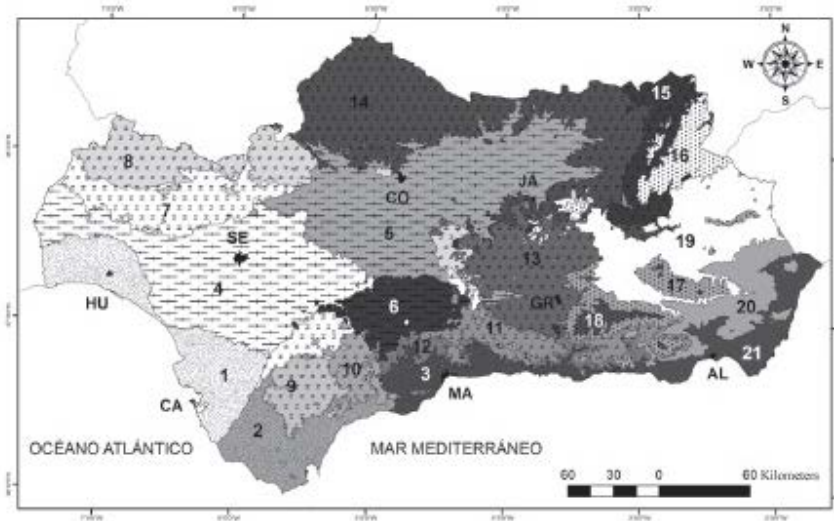 N
W E
S
14
15
8
16
7
CO
JA
SE
5
19
4
13
HU
17
6
GR
20
18
11
12
10
21
1
3
9
AL
MA
CA
2
OCÉANO ATLÁNTICO
MAR MEDITERRÁNEO
60 30 0 60 Kilometers